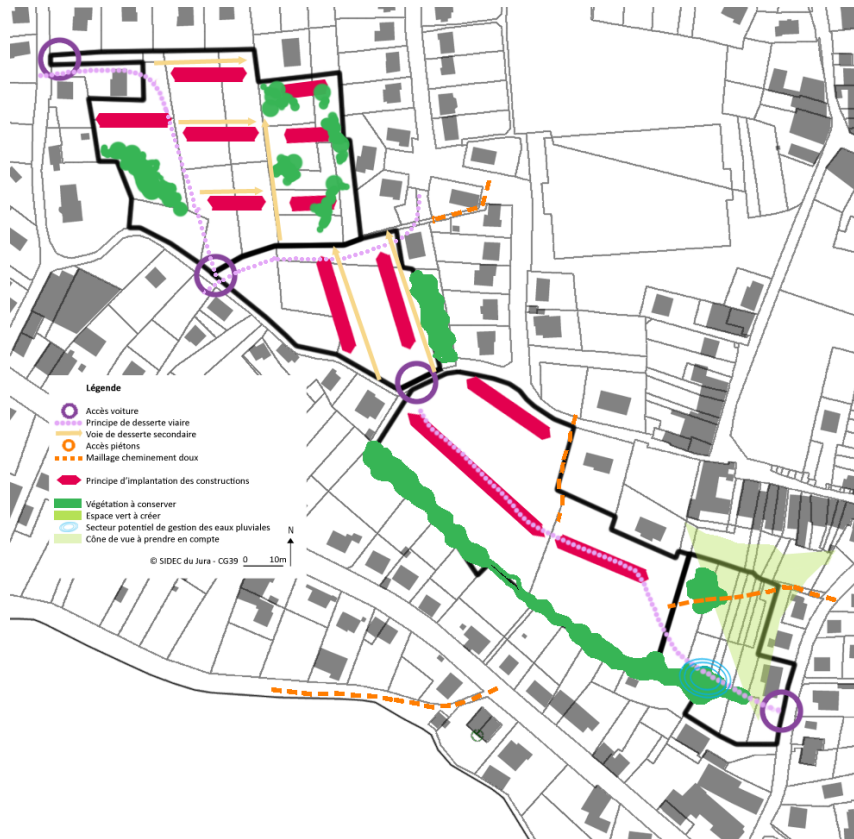 Légende
Accès voiture
Principe de desserte viaire
Voie de desserte secondaire
Accès piétons
Maillage cheminement doux
Principe d'implantation des constructions
Végétation à conserver
Espace vert à créer
Secteur potentiel de gestion des eaux pluviales
Cône de vue à prendre en compte
N
© SIDEC du Jura - CG39 0 10m